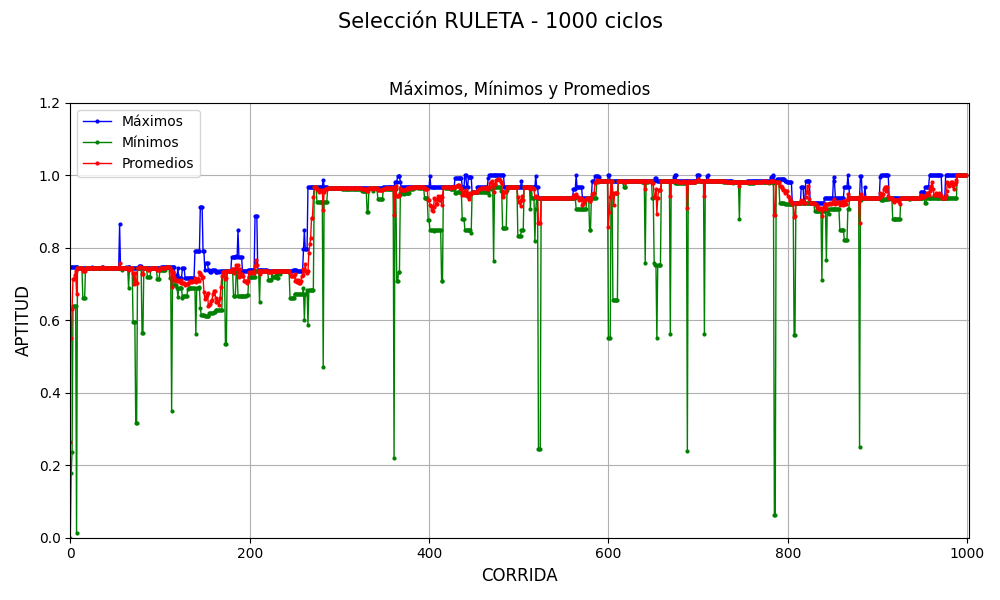 Selección RULETA - 1000 ciclos
Máximos, Mínimos y Promedios
Máximos
Mínimos
Promedios
APTITUD
1.2
1.0
0.8
0.6
0.4
0.2
0.0
0 200 400 600 800 1000
CORRIDA